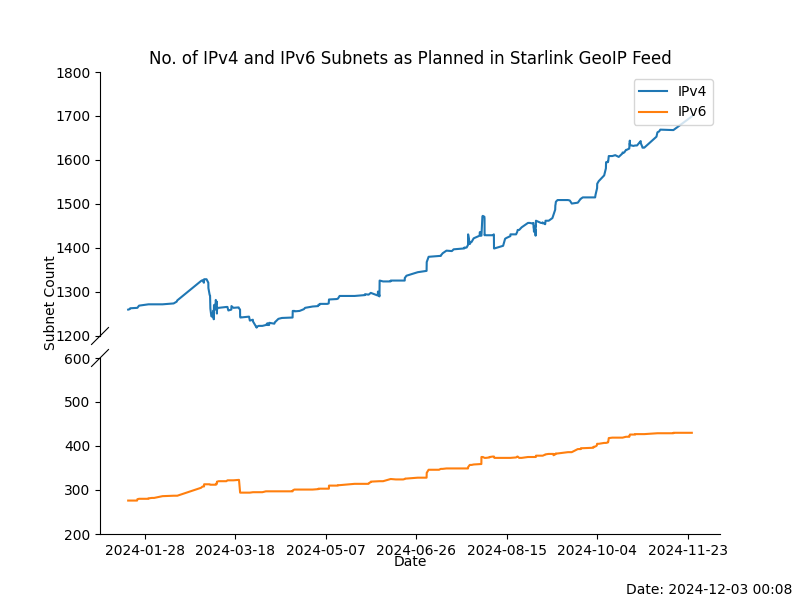 No. of IPv4 and IPv6 Subnets as Planned in Starlink GeoIP Feed
IPv4
IPv6
1800
1700
1600
1500
1400
1300
1200
Subnet Count
600
500
400
300
200
2024-01-28 2024-03-18 2024-05-07 2024-06-26 2024-08-15 2024-10-04 2024-11-23
Date
Date: 2024-12-03 00:08